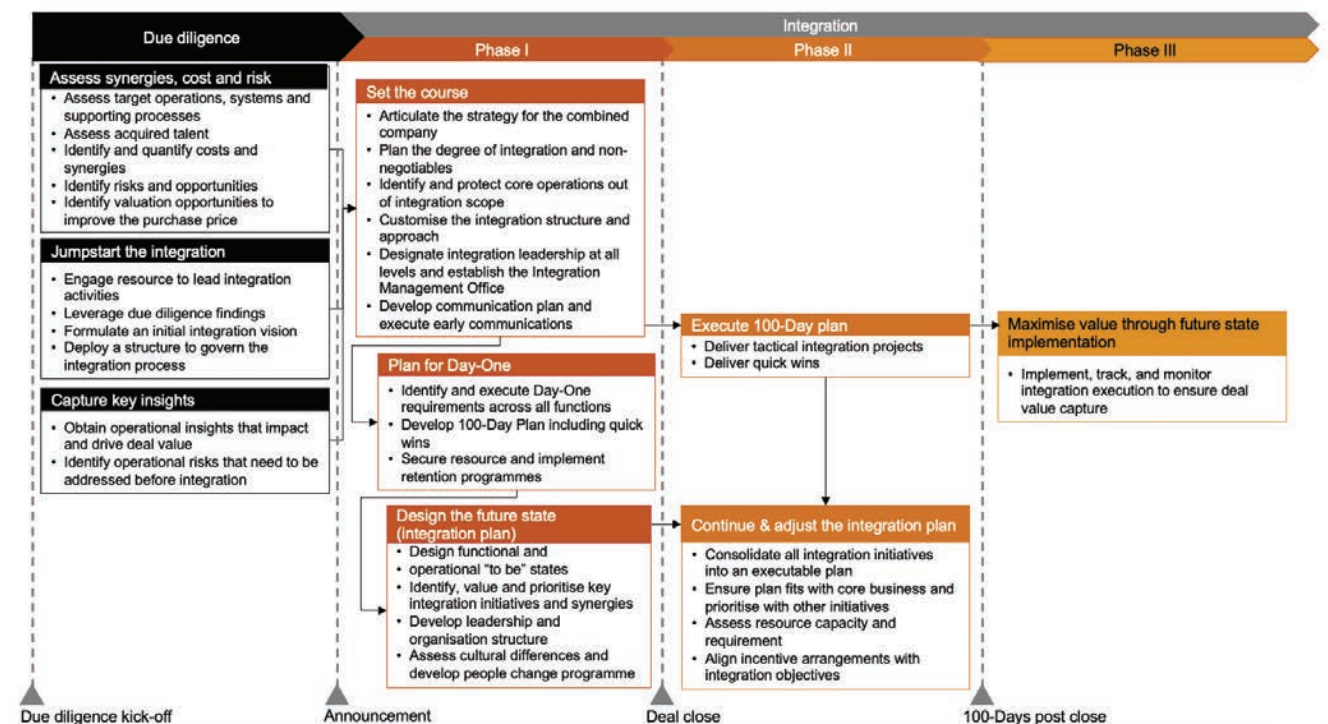 Due diligence
Integration
Phase I
Phase II
Phase III
Assess synergies, cost and risk
• Assess target operations, systems and
supporting processes
• Assess acquired talent
• Identify and quantify costs and
synergies
• Identify risks and opportunities
• Identify valuation opportunities to
improve the purchase price
Jumpstart the integration
• Engage resource to lead integration
activities
• Leverage due diligence findings
• Formulate an initial integration vision
• Deploy a structure to govern the
integration process
Capture key insights
• Obtain operational insights that impact
and drive deal value
• Identify operational risks that need to be
addressed before integration
Set the course
• Articulate the strategy for the combined
company
• Plan the degree of integration and non-
negotiables
• Identify and protect core operations out
of integration scope
• Customise the integration structure and
approach
• Designate integration leadership at all
levels and establish the Integration
Management Office
• Develop communication plan and
execute early communications
Plan for Day-One
• Identify and execute Day-One
requirements across all functions
• Develop 100-Day Plan including quick
wins
• Secure resource and implement
retention programmes
Design the future state
(integration plan)
• Design functional and
• operational "to be" states
• Identify, value and prioritise key
integration initiatives and synergies
• Develop leadership and
organisation structure
• Assess cultural differences and
develop people change programme
Execute 100-Day plan
• Deliver tactical integration projects
• Deliver quick wins
Continue & adjust the integration plan
• Consolidate all integration initiatives
into an executable plan
• Ensure plan fits with core business and
prioritise with other initiatives
• Assess resource capacity and
requirement
• Align incentive arrangements with
integration objectives
Maximise value through future state
implementation
• Implement, track, and monitor
integration execution to ensure deal
value capture
Due diligence kick-off
Announcement
Deal close
100-Days post close